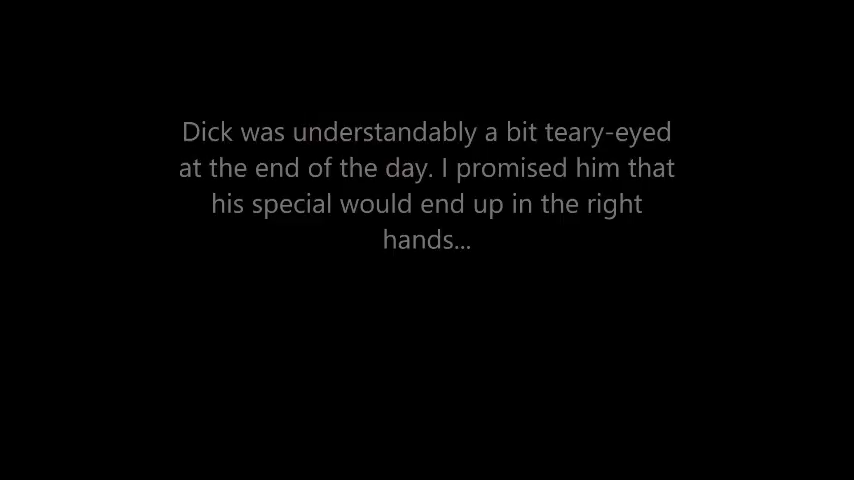 Dick was understandably a bit teary-eyed
at the end of the day. I promised him that
his special would end up in the right
hands...